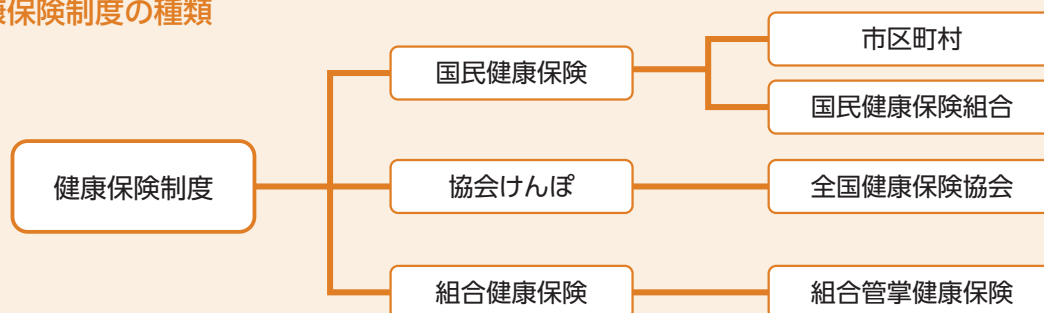 康保険制度の種類
市区町村
国民健康保険
国民健康保険組合
健康保険制度
協会けんぽ
全国健康保険協会
組合健康保険
組合管掌健康保険